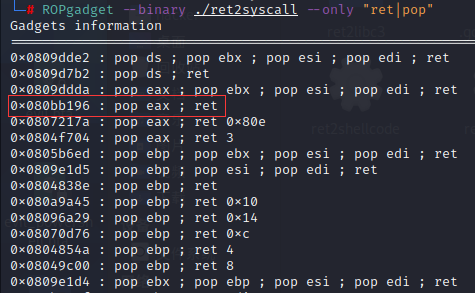 └─# ROPgadget --binary ./ret2syscall --only "ret|pop"
Gadgets information
============================================================
0x0809dde2 : pop ds ; pop ebx ; pop esi ; pop edi ; ret
0x0809d7b2 : pop ds ; ret
0x0809ddda : pop eax ; pop ebx ; pop esi ; pop edi ; ret
0x080bb196 : pop eax ; ret
0x0807217a : pop eax ; ret 0x80e
0x0804f704 : pop eax ; ret 3
0x0805b6ed : pop ebp ; pop ebx ; pop esi ; pop edi ; ret
0x0809e1d5 : pop ebp ; pop esi ; pop edi ; ret
0x0804838e : pop ebp ; ret
0x080a9a45 : pop ebp ; ret 0x10
0x08096a29 : pop ebp ; ret 0x14
0x08070d76 : pop ebp ; ret 0xc
0x0804854a : pop ebp ; ret 4
0x08049c00 : pop ebp ; ret 8
0x0809e1d4 : pop ebx ; pop ebp ; pop esi ; pop edi ; ret
ret2libc3
ret2shellcode